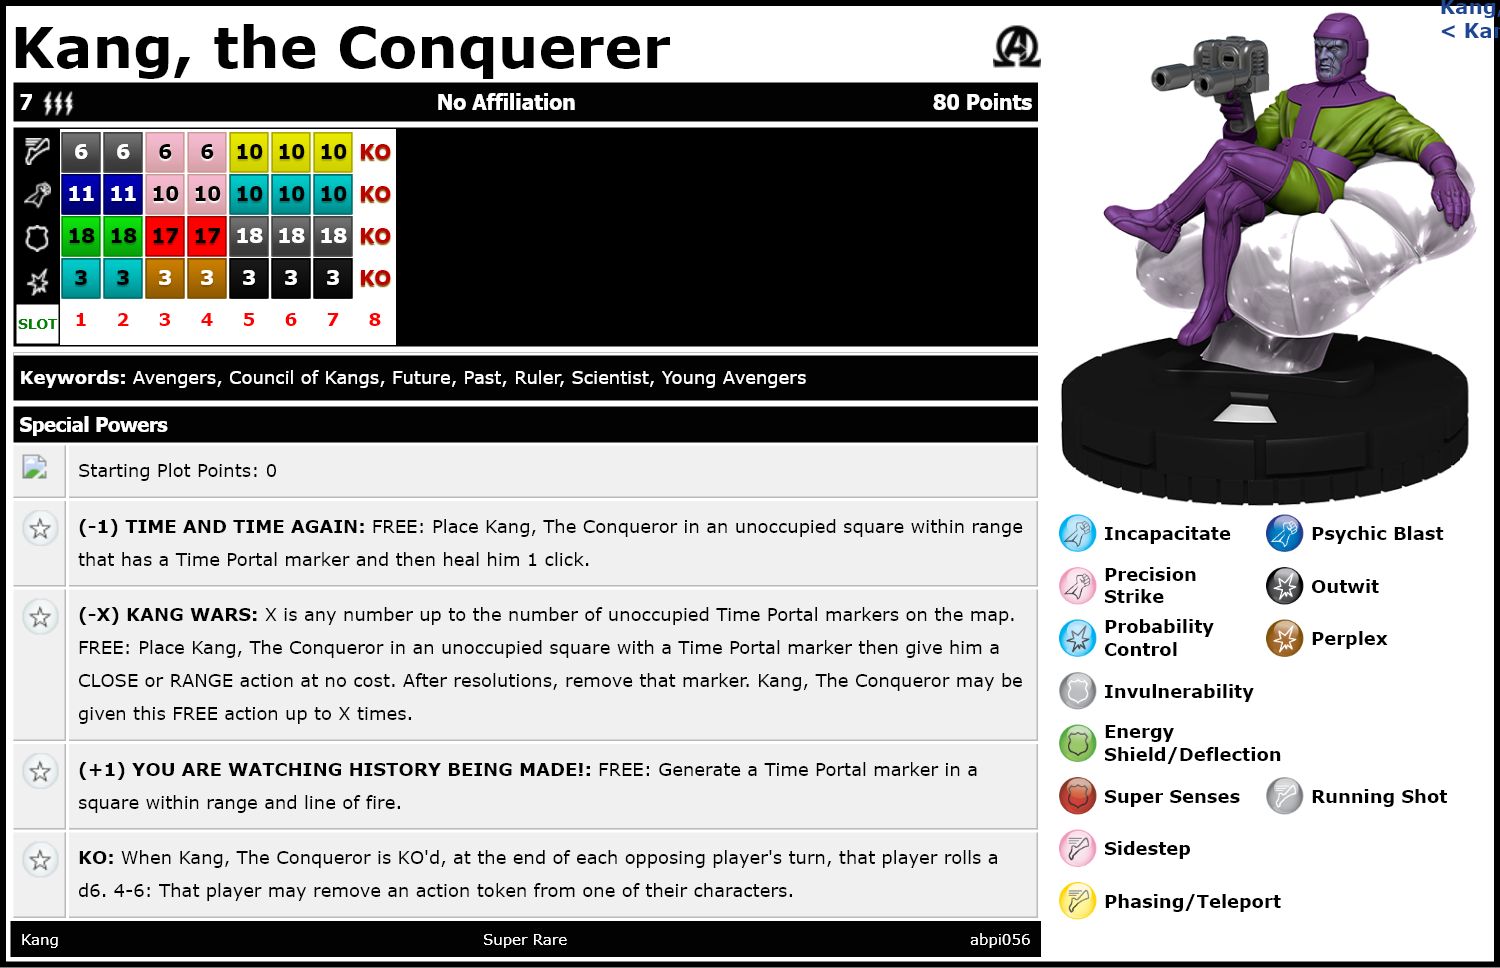 Kang, the Conquerer
Kang,
< Kar
7 No Affiliation 80 Points
6 6 6 6 10 10 10 KO
11 11 10 10 10 10 10 KO
18 18 17 17 18 18 18 KO
3 3 3 3 3 3 3 KO
SLOT 1 2 3 4 5 6 7 8
Keywords: Avengers, Council of Kangs, Future, Past, Ruler, Scientist, Young Avengers
Special Powers
Starting Plot Points: 0
(-1) TIME AND TIME AGAIN: FREE: Place Kang, The Conqueror in an unoccupied square within range
that has a Time Portal marker and then heal him 1 click.
(-X) KANG WARS: X is any number up to the number of unoccupied Time Portal markers on the map.
FREE: Place Kang, The Conqueror in an unoccupied square with a Time Portal marker then give him a
CLOSE or RANGE action at no cost. After resolutions, remove that marker. Kang, The Conqueror may be
given this FREE action up to X times.
(+1) YOU ARE WATCHING HISTORY BEING MADE!: FREE: Generate a Time Portal marker in a
square within range and line of fire.
KO: When Kang, The Conqueror is KO'd, at the end of each opposing player's turn, that player rolls a
d6. 4-6: That player may remove an action token from one of their characters.
Kang Super Rare abpi056
Incapacitate Psychic Blast
Precision
Strike
Outwit
Probability
Control
Perplex
Invulnerability
Energy
Shield/Deflection
Super Senses Running Shot
Sidestep
Phasing/Teleport